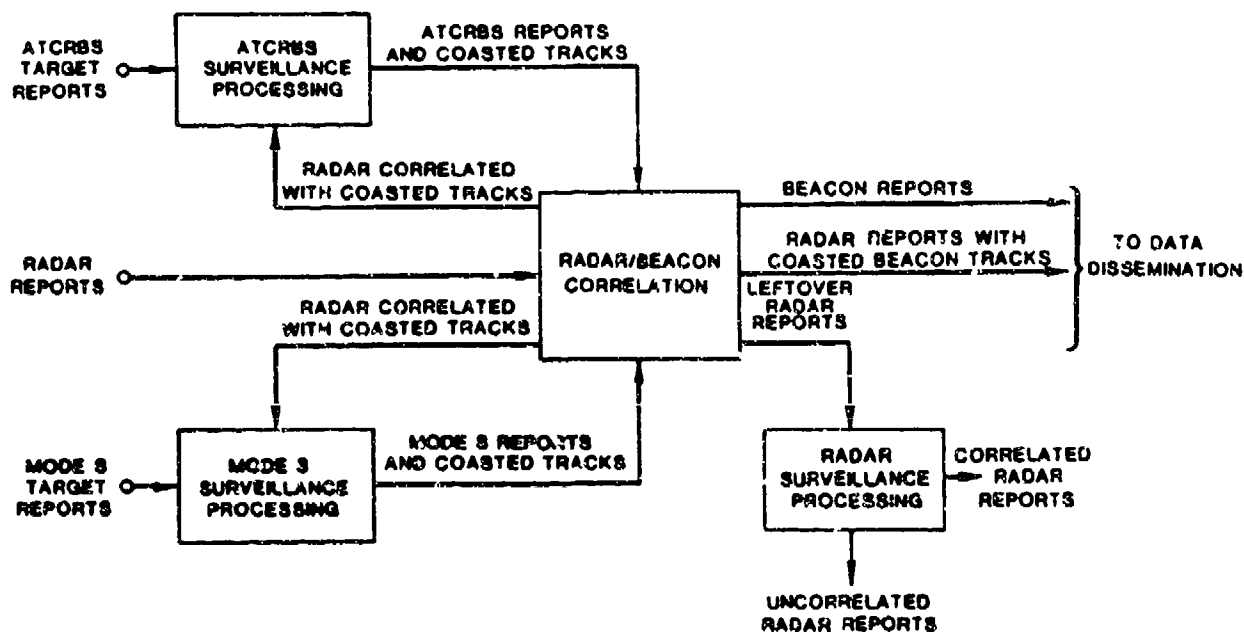 ATCRBS
TARGET
REPORTS
ATCRBS
SURVEILLANCE
PROCESSING
ATCRBS REPORTS
AND COASTED TRACKS
RADAR CORRELATED
WITH COASTED TRACKS
RADAR
REPORTS
RADAR/BEACON
CORRELATION
BEACON REPORTS
RADAR REPORTS WITH
COASTED BEACON TRACKS
TO DATA
DISSEMINATION
LEFTOVER
RADAR
REPORTS
RADAR CORRELATED
WITH COASTED TRACKS
MODE S
TARGET
REPORTS
MODE S
SURVEILLANCE
PROCESSING
MODE S REPORTS
AND COASTED TRACKS
RADAR
SURVEILLANCE
PROCESSING
CORRELATED
RADAR
REPORTS
UNCORRELATED
RADAR REPORTS